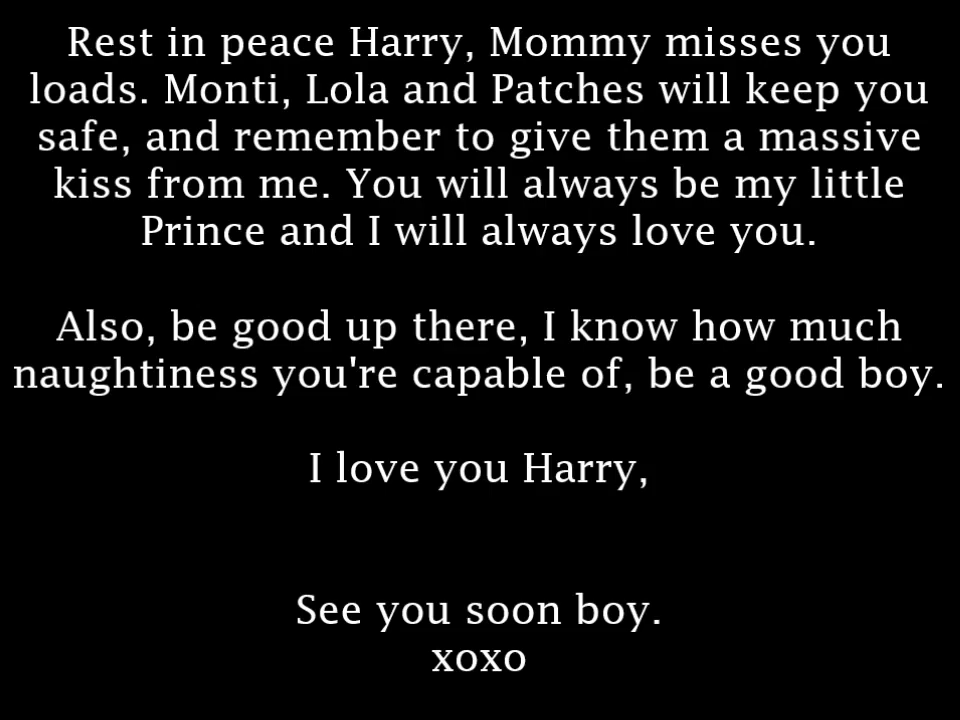 Rest in peace Harry, Mommy misses you
loads. Monti, Lola and Patches will keep you
safe, and remember to give them a massive
kiss from me. You will always be my little
Prince and I will always love you.
Also, be good up there, I know how much
naughtiness you're capable of, be a good boy.
I love you Harry,
See you soon boy.
xoxo